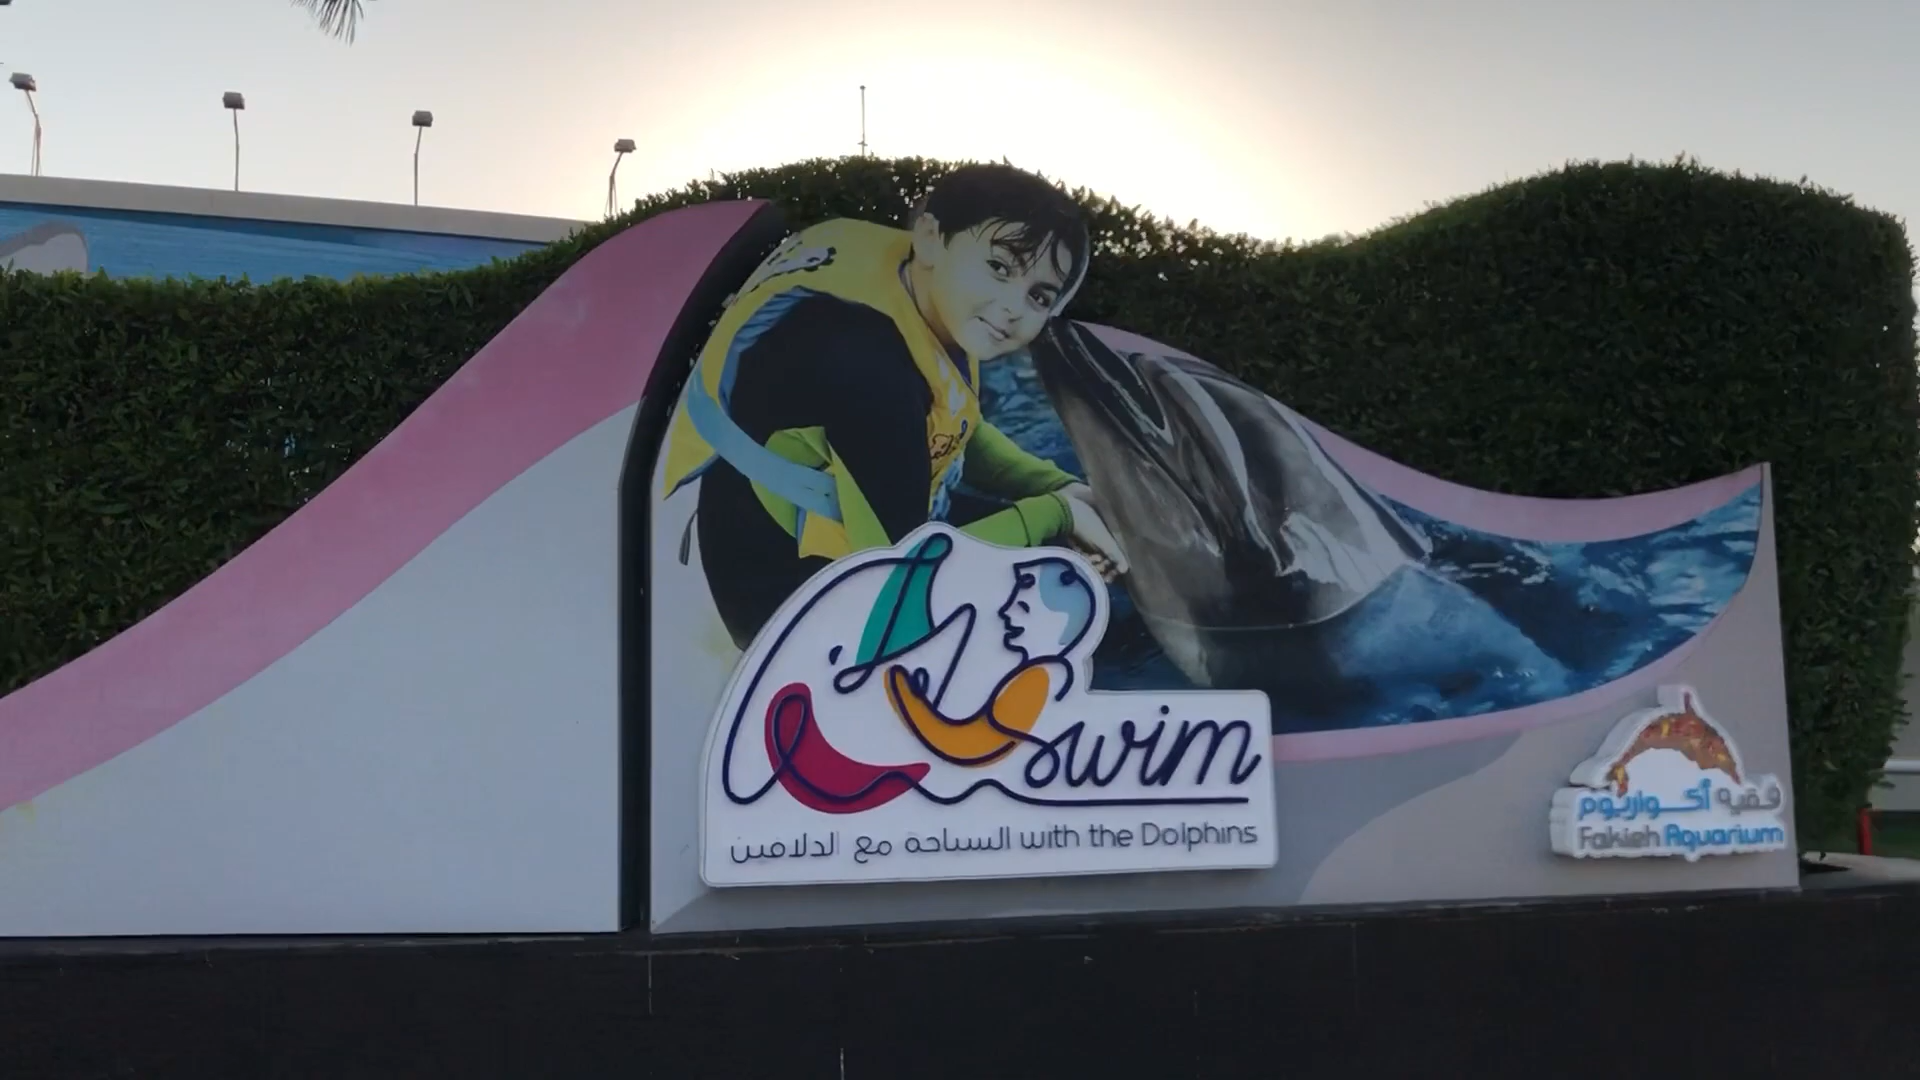 Swim
السباحة مع الدلافين with the Dolphins
فقيه أكواريوم
Fakieh Aquarium